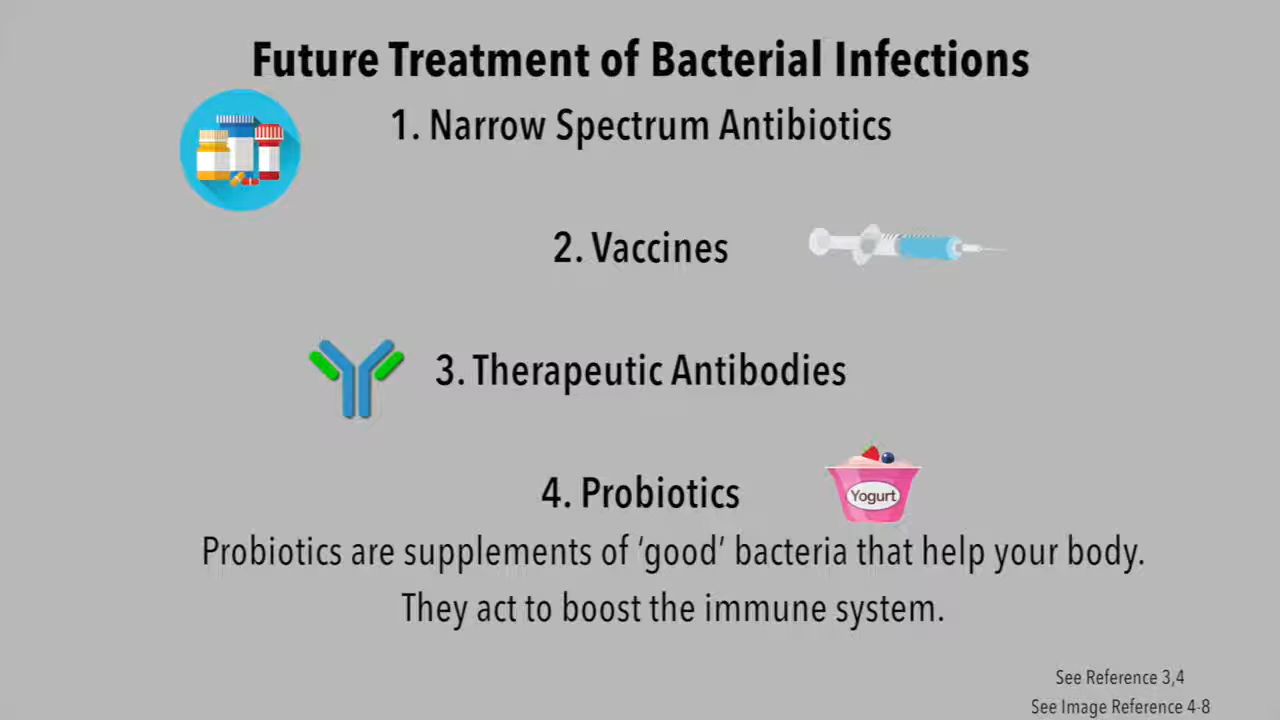 Future Treatment of Bacterial Infections
1. Narrow Spectrum Antibiotics
2. Vaccines
3. Therapeutic Antibodies
4. Probiotics
Yogurt
Probiotics are supplements of ‘good’ bacteria that help your body.
They act to boost the immune system.
See Reference 3,4
See Image Reference 4-8